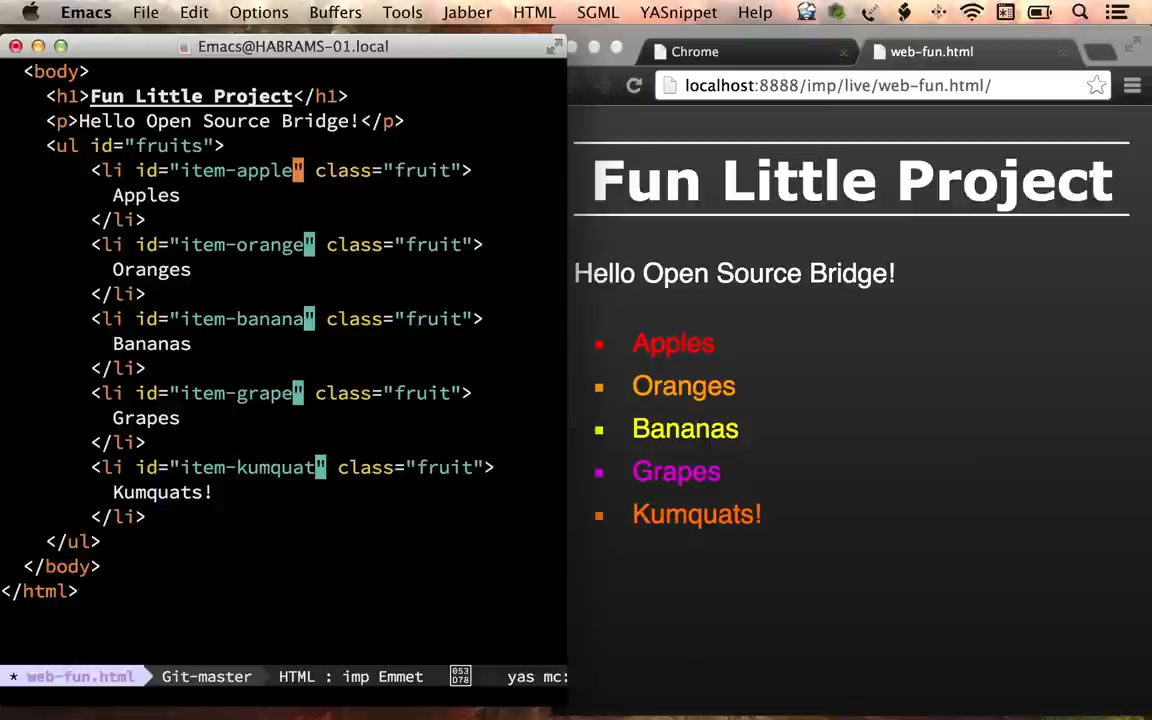 Emacs File Edit Options Buffers Tools Jabber HTML SGML YASnippet Help
Emacs@HABRAMS-01.local
<body>
<h1>Fun Little Project</h1>
<p>Hello Open Source Bridge!</p>
<ul id="fruits">
<li id="item-apple" class="fruit">
Apples
</li>
<li id="item-orange" class="fruit">
Oranges
</li>
<li id="item-banana" class="fruit">
Bananas
</li>
<li id="item-grape" class="fruit">
Grapes
</li>
<li id="item-kumquat" class="fruit">
Kumquats!
</li>
</ul>
</body>
</html>
* web-fun.html Git-master HTML : imp Emmet 053 D78 yas mc:
Chrome web-fun.html
localhost:8888/imp/live/web-fun.html/
Fun Little Project
Hello Open Source Bridge!
Apples
Oranges
Bananas
Grapes
Kumquats!